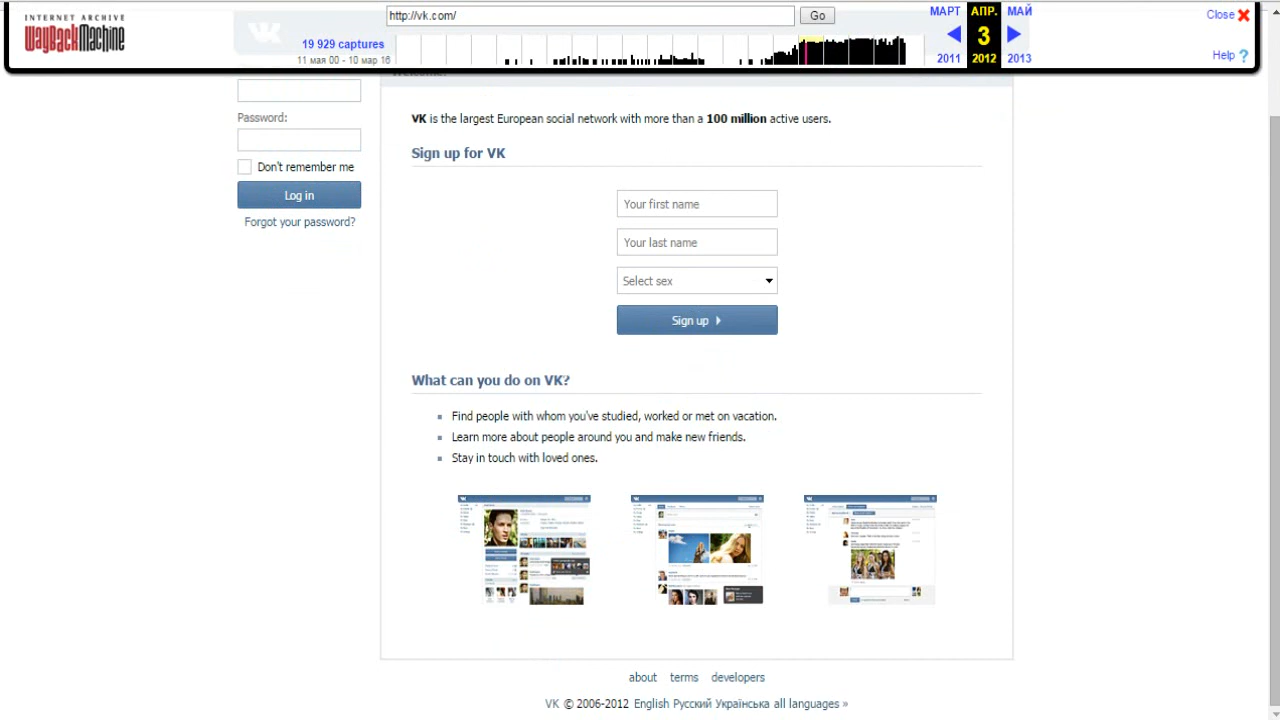 INTERNET ARCHIVE
WayBackMachine
http://vk.com/
Go
19 929 captures
11 мая 00 - 10 мар 16
МАРТ
АПР.
МАЙ
3
2011
2012
2013
Close
Help ?
Welcome!
Password:
Don't remember me
Log in
Forgot your password?
VK is the largest European social network with more than a 100 million active users.
Sign up for VK
Your first name
Your last name
Select sex
Sign up
What can you do on VK?
Find people with whom you've studied, worked or met on vacation.
Learn more about people around you and make new friends.
Stay in touch with loved ones.
about terms developers
VK © 2006-2012 English Русский Українська all languages »